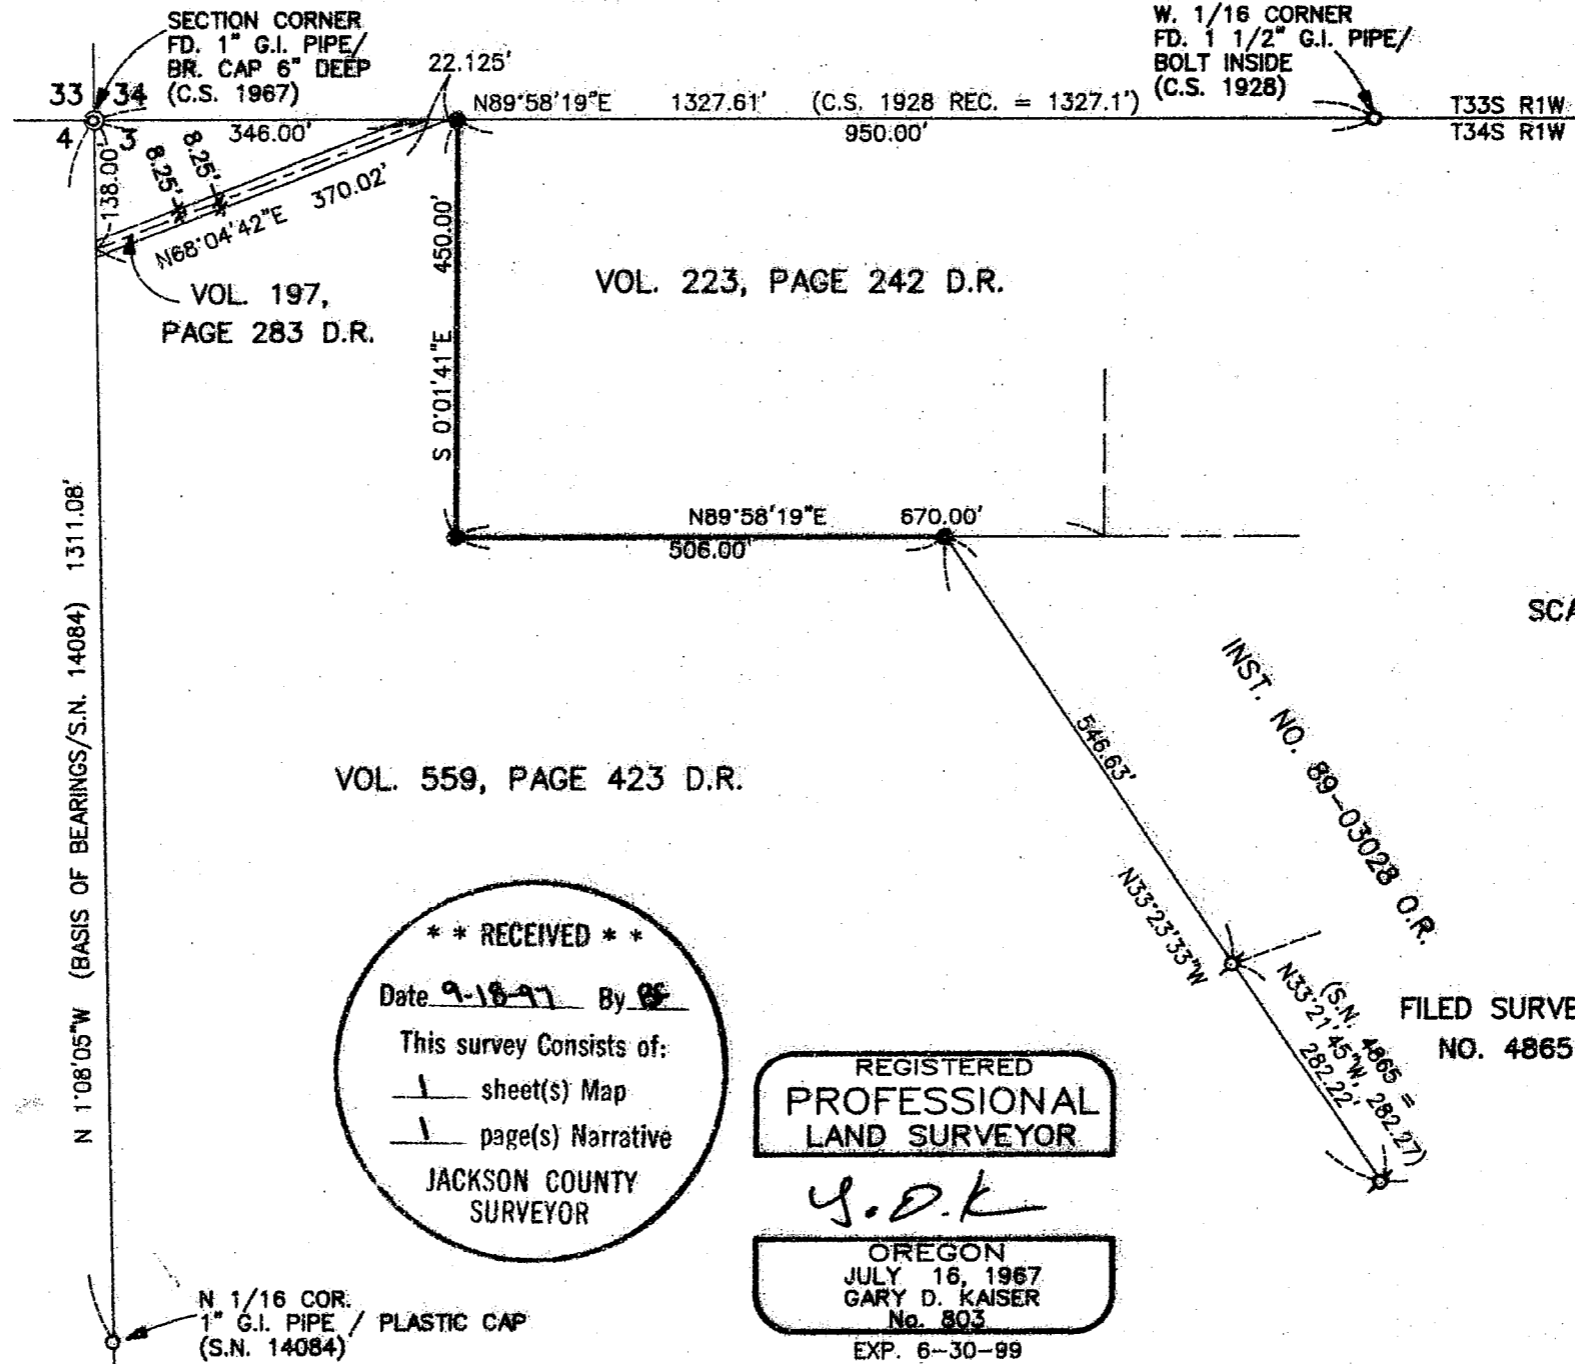 SECTION CORNER
FD. 1" G.I. PIPE/
BR. CAP 6" DEEP
(C.S. 1967)
33 34
4 3
22.125'
N89°58'19"E 1327.61' (C.S. 1928 REC. = 1327.1')
346.00'
950.00'
W. 1/16 CORNER
FD. 1 1/2" G.I. PIPE/
BOLT INSIDE
(C.S. 1928)
T33S R1W
T34S R1W
138.00'
8.25'
8.25'
N68°04'42"E 370.02'
VOL. 197,
PAGE 283 D.R.
S 0°01'41"E 450.00'
VOL. 223, PAGE 242 D.R.
N89°58'19"E 670.00'
506.00'
N 1°08'05"W (BASIS OF BEARINGS/S.N. 14084) 1311.08'
SCA
VOL. 559, PAGE 423 D.R.
546.63'
N33°23'33"W
INST. NO. 89-03028 O.R.
(S.N. 4865 =
N33°21'45"W, 282.27)
282.22'
FILED SURVE
NO. 4865
* * RECEIVED * *
Date 9-18-97 By
This survey Consists of:
1 sheet(s) Map
1 page(s) Narrative
JACKSON COUNTY
SURVEYOR
REGISTERED
PROFESSIONAL
LAND SURVEYOR
OREGON
JULY 16, 1967
GARY D. KAISER
No. 803
EXP. 6-30-99
N 1/16 COR.
1" G.I. PIPE / PLASTIC CAP
(S.N. 14084)